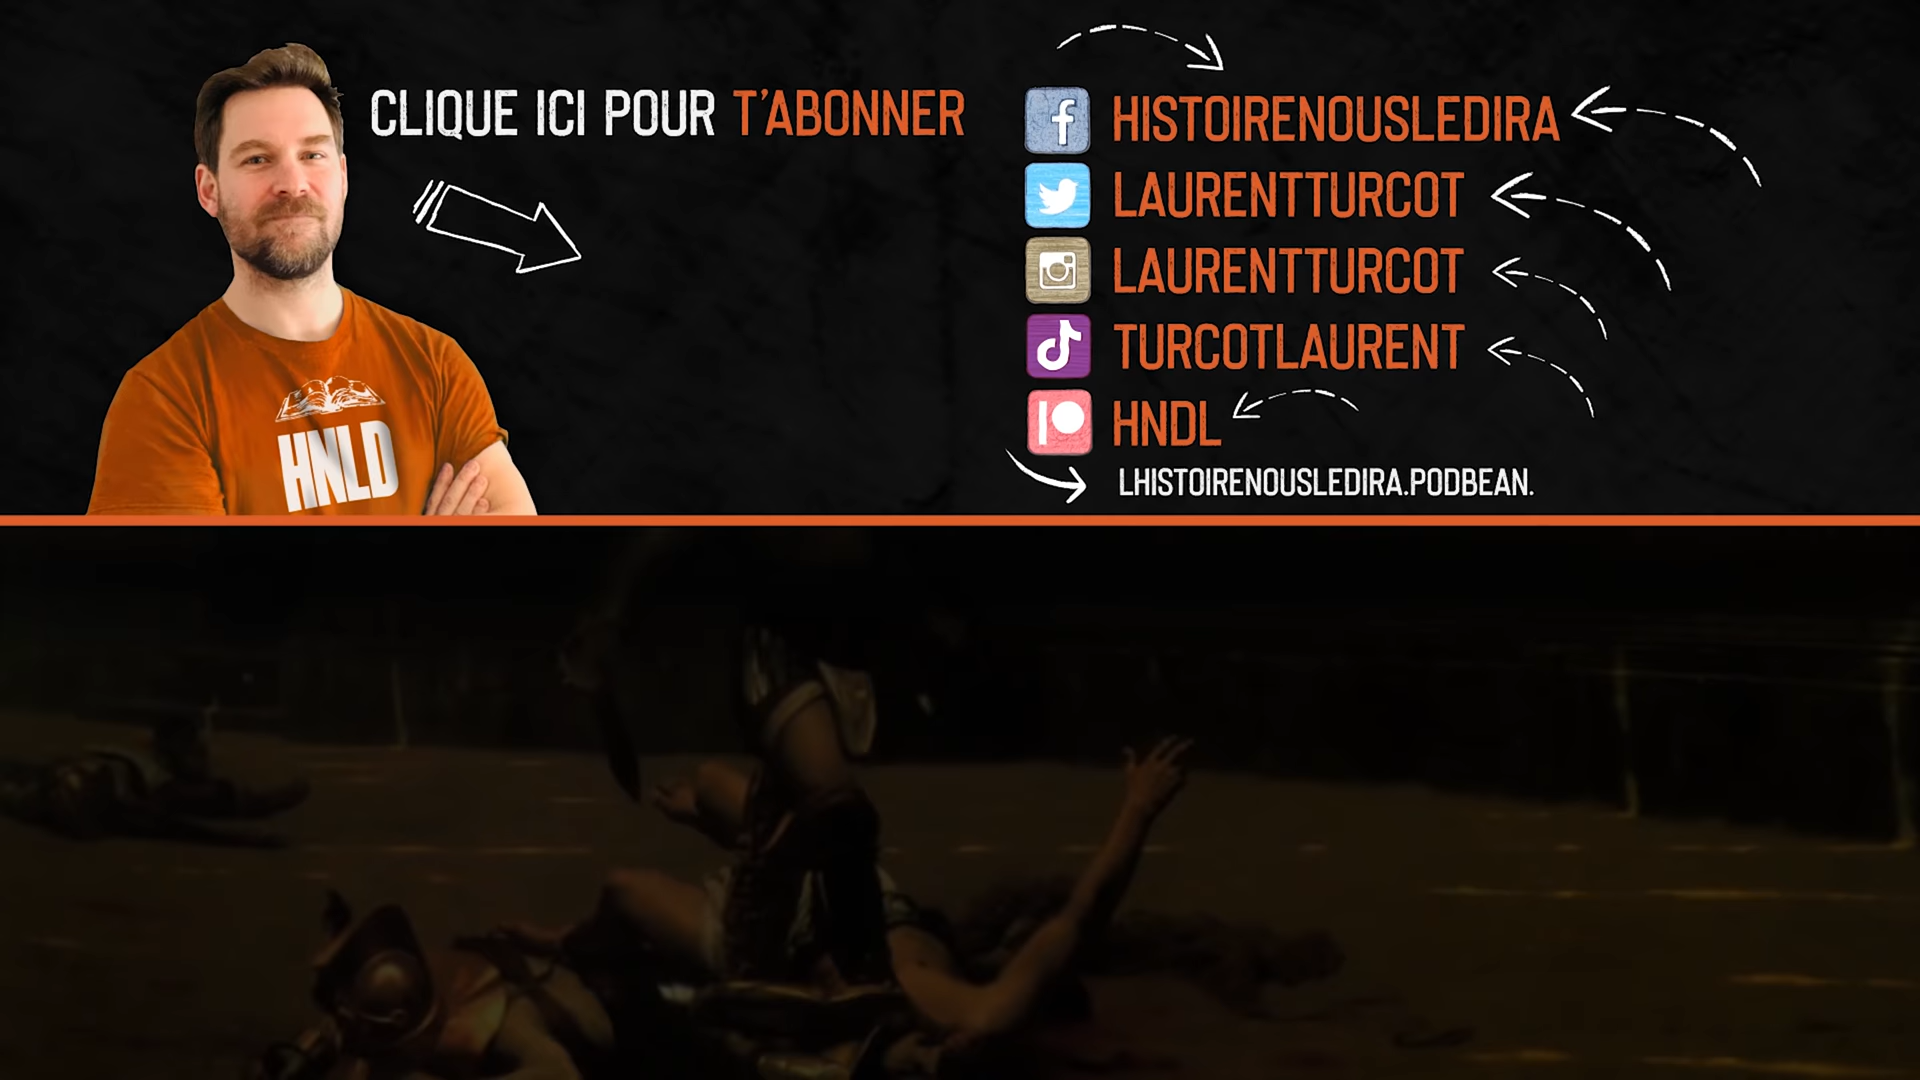 CLIQUE ICI POUR T'ABONNER
HISTOIRENOUSLEDIRA
LAURENTTURCOT
LAURENTTURCOT
TURCOTLAURENT
HNDL
LHISTOIRENOUSLEDIRA.PODBEAN.
HNLD